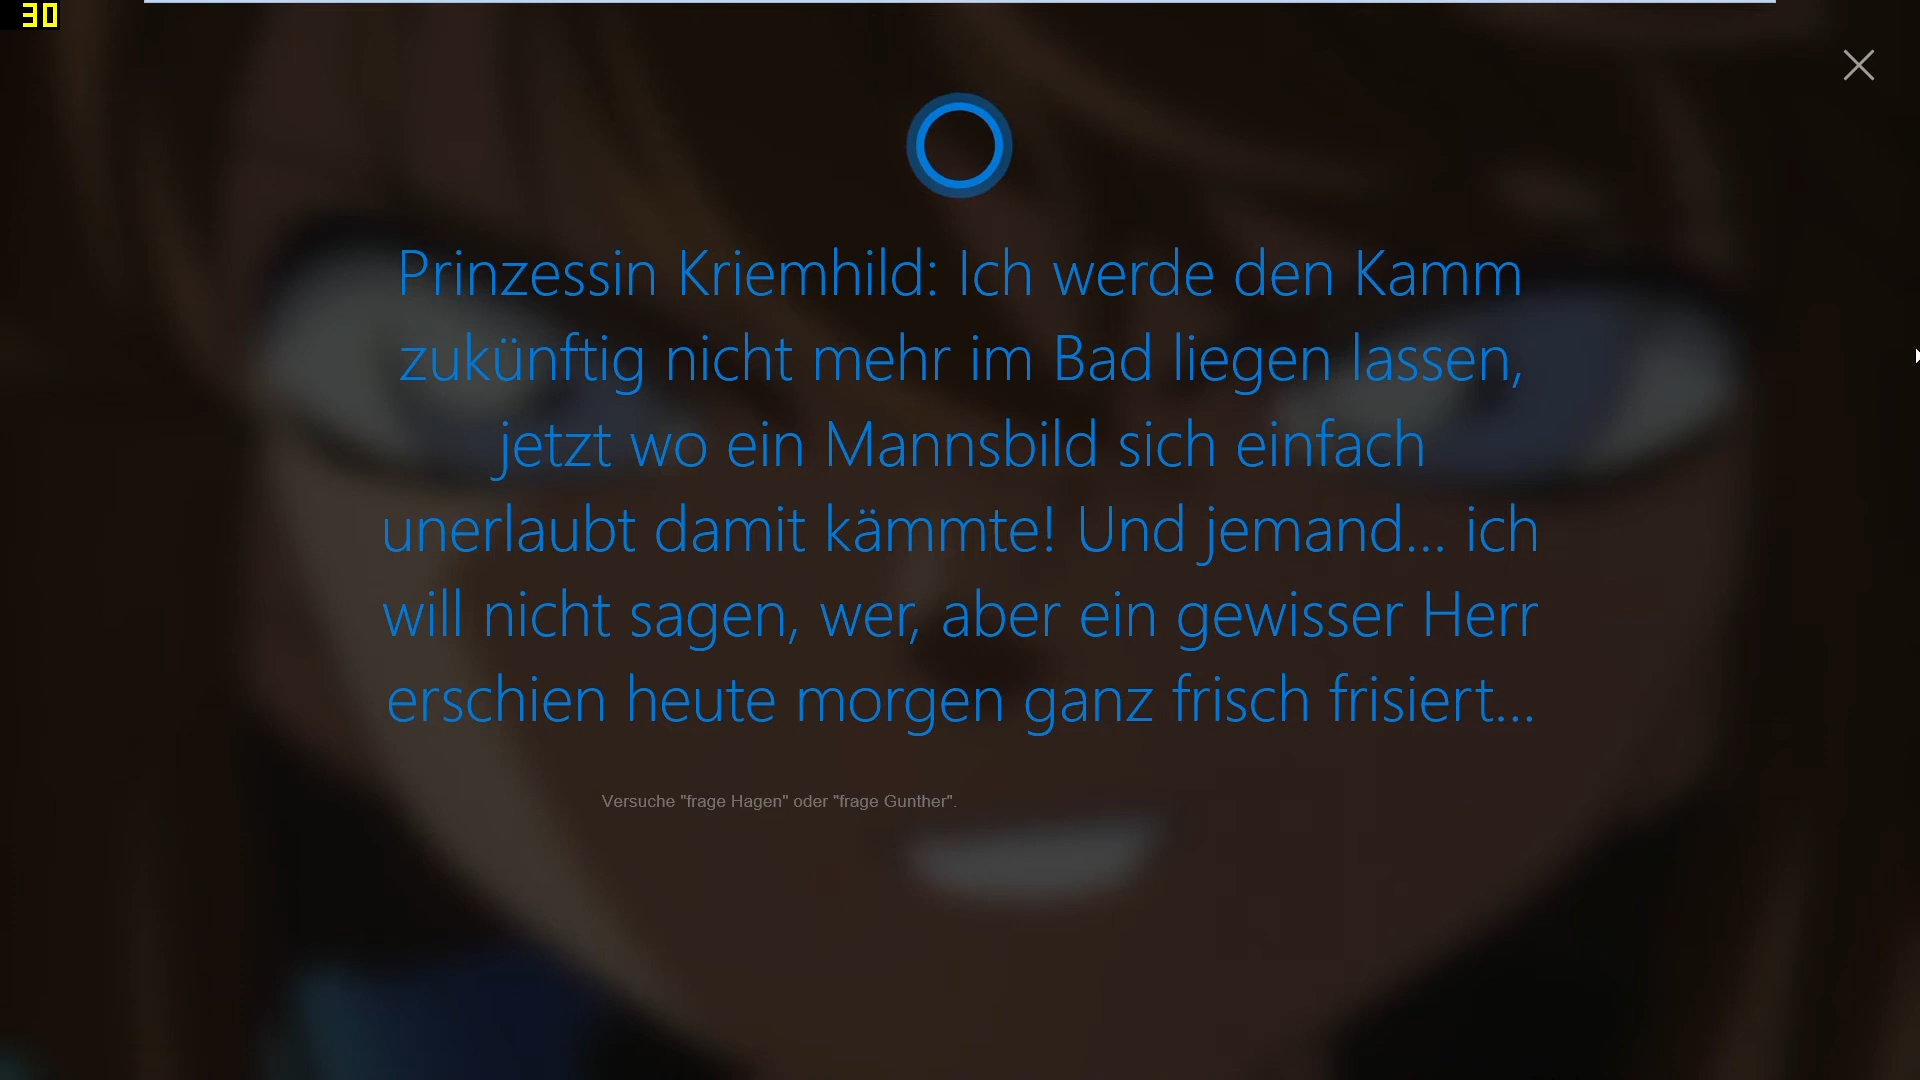 30
Prinzessin Kriemhild: Ich werde den Kamm
zukünftig nicht mehr im Bad liegen lassen,
jetzt wo ein Mannsbild sich einfach
unerlaubt damit kämmte! Und jemand... ich
will nicht sagen, wer, aber ein gewisser Herr
erschien heute morgen ganz frisch frisiert...
Versuche "frage Hagen" oder "frage Gunther".